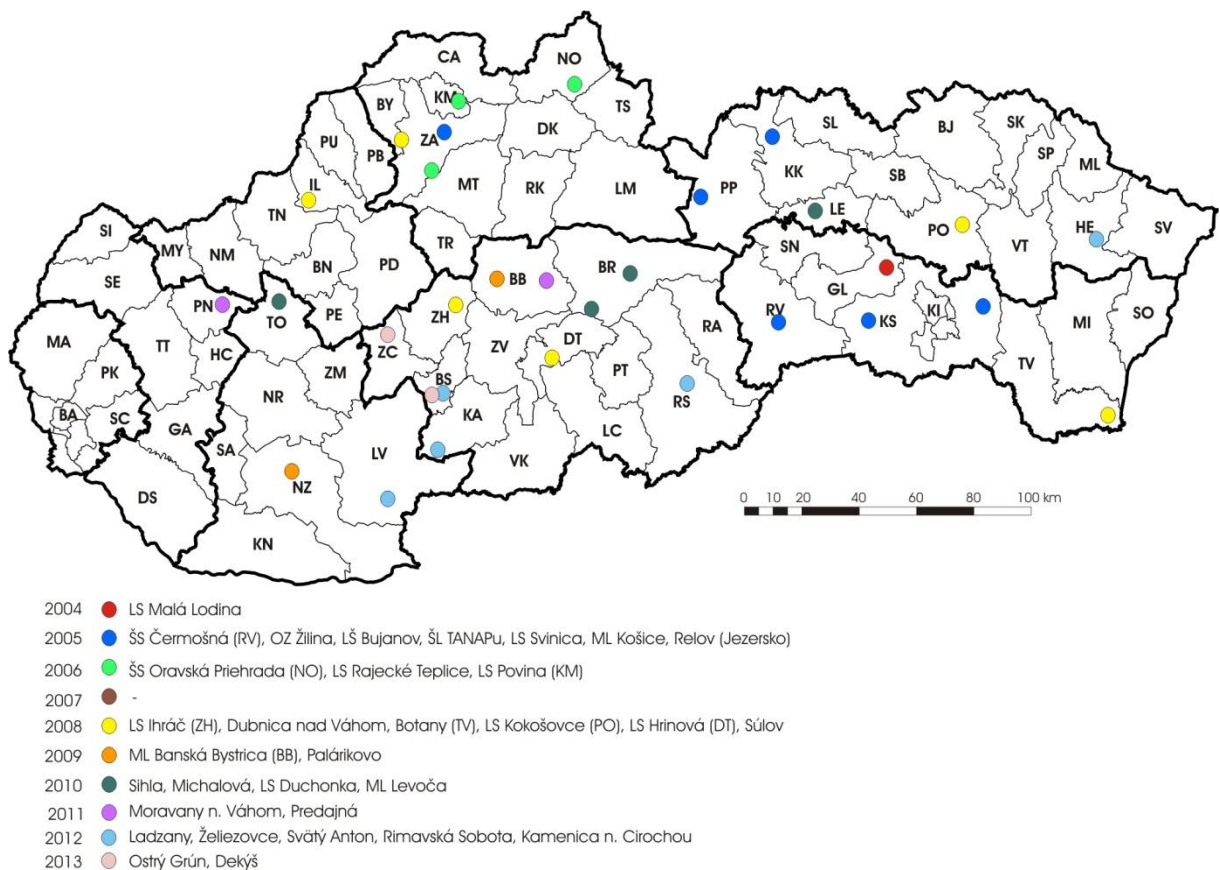 CA
NO
KM
BY
TS
ZA
DK
PU
PB
IL
MT
RK
LM
TN
SI
MY
NM
TR
SE
BN
PD
PN
TO
PE
MA
TT
HC
ZC
ZH
BB
BR
PK
ZM
ZV
DT
BA
SC
NR
BS
PT
RA
GA
SA
KA
RS
LV
LC
DS
NZ
VK
KN
SL
BJ
SK
SP
ML
PP
KK
SB
LE
PO
HE
SV
VT
SN
GL
RV
KS
KI
MI
SO
TV
0 10 20 40 60 80 100 km
2004 LS Malá Lodina
2005 ŠS Čermošná (RV), OZ Žilina, LŠ Bujanov, ŠL TANAPu, LS Svinica, ML Košice, Relov (Jezersko)
2006 ŠS Oravská Priehrada (NO), LS Rajecké Teplice, LS Povina (KM)
2007 -
2008 LS Ihráč (ZH), Dubnica nad Váhom, Botany (TV), LS Kokošovce (PO), LS Hrinová (DT), Súlov
2009 ML Banská Bystrica (BB), Palárikovo
2010 Sihla, Michalová, LS Duchonka, ML Levoča
2011 Moravany n. Váhom, Predajná
2012 Ladzany, Želiezovce, Svätý Anton, Rimavská Sobota, Kamenica n. Cirochou
2013 Ostrý Grún, Dekýš